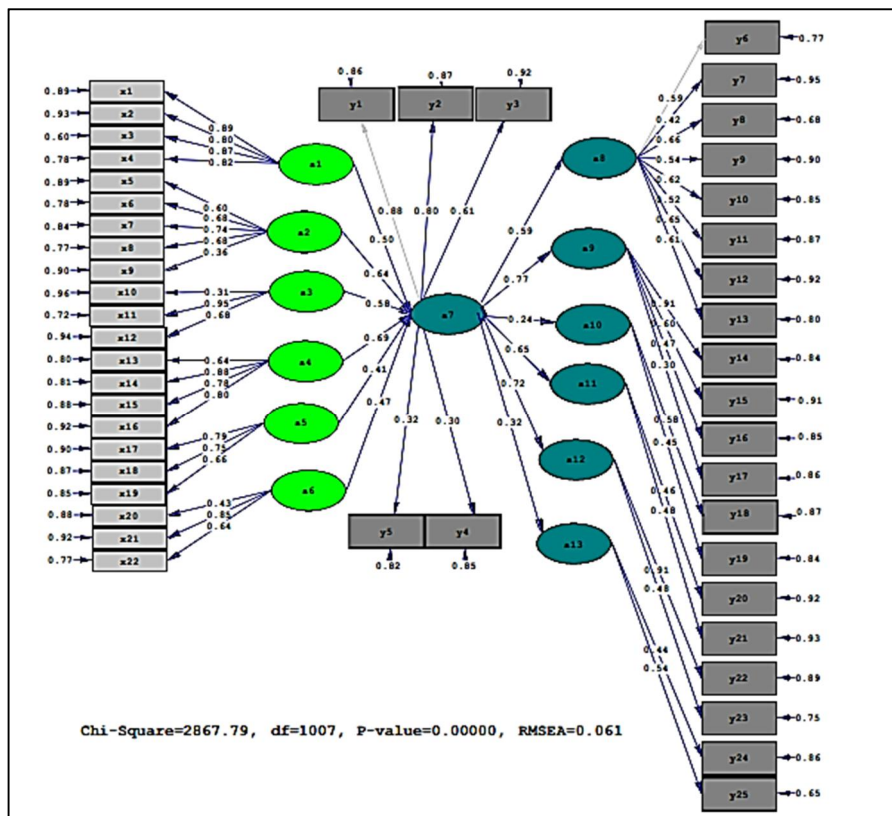 0.89 x1
0.93 x2
0.60 x3
0.78 x4
0.89 x5
0.78 x6
0.84 x7
0.77 x8
0.90 x9
0.96 x10
0.72 x11
0.94 x12
0.80 x13
0.81 x14
0.88 x15
0.92 x16
0.90 x17
0.87 x18
0.85 x19
0.88 x20
0.92 x21
0.77 x22
0.89
0.80
0.87
0.82
0.60
0.68
0.74
0.68
0.36
0.31
0.95
0.68
0.64
0.88
0.78
0.80
0.79
0.75
0.66
0.43
0.85
0.64
a1
a2
a3
a4
a5
a6
0.50
0.64
0.58
0.69
0.41
0.47
0.86 0.87 0.92
y1 y2 y3
0.88 0.80 0.61
a7
0.32 0.30
y5 y4
0.82 0.85
0.59
0.77
0.24
0.65
0.72
0.32
a8
a9
a10
a11
a12
a13
0.59
0.42
0.66
0.54
0.62
0.52
0.65
0.61
0.91
0.60
0.47
0.30
0.58
0.45
0.46
0.48
0.91
0.48
0.44
0.54
y6 0.77
y7 0.95
y8 0.68
y9 0.90
y10 0.85
y11 0.87
y12 0.92
y13 0.80
y14 0.84
y15 0.91
y16 0.85
y17 0.86
y18 0.87
y19 0.84
y20 0.92
y21 0.93
y22 0.89
y23 0.75
y24 0.86
y25 0.65
Chi-Square=2867.79, df=1007, P-value=0.00000, RMSEA=0.061